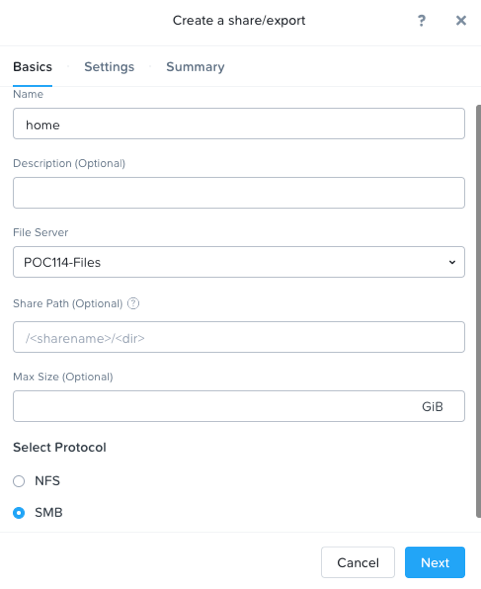 Create a share/export ?
Basics Settings Summary
Name
home
Description (Optional)
File Server
POC114-Files
Share Path (Optional) ?
/<sharename>/<dir>
Max Size (Optional)
GiB
Select Protocol
NFS
SMB
Cancel Next